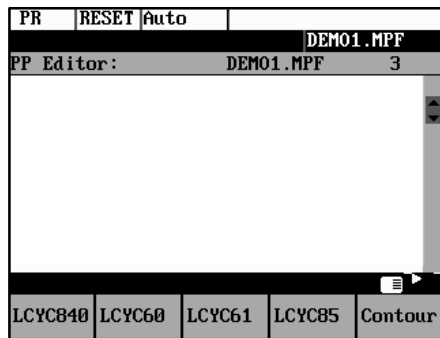 PR RESET Auto
DEMO1.MPF
PP Editor: DEMO1.MPF 3
LCYC840 LCYC60 LCYC61 LCYC85 Contour